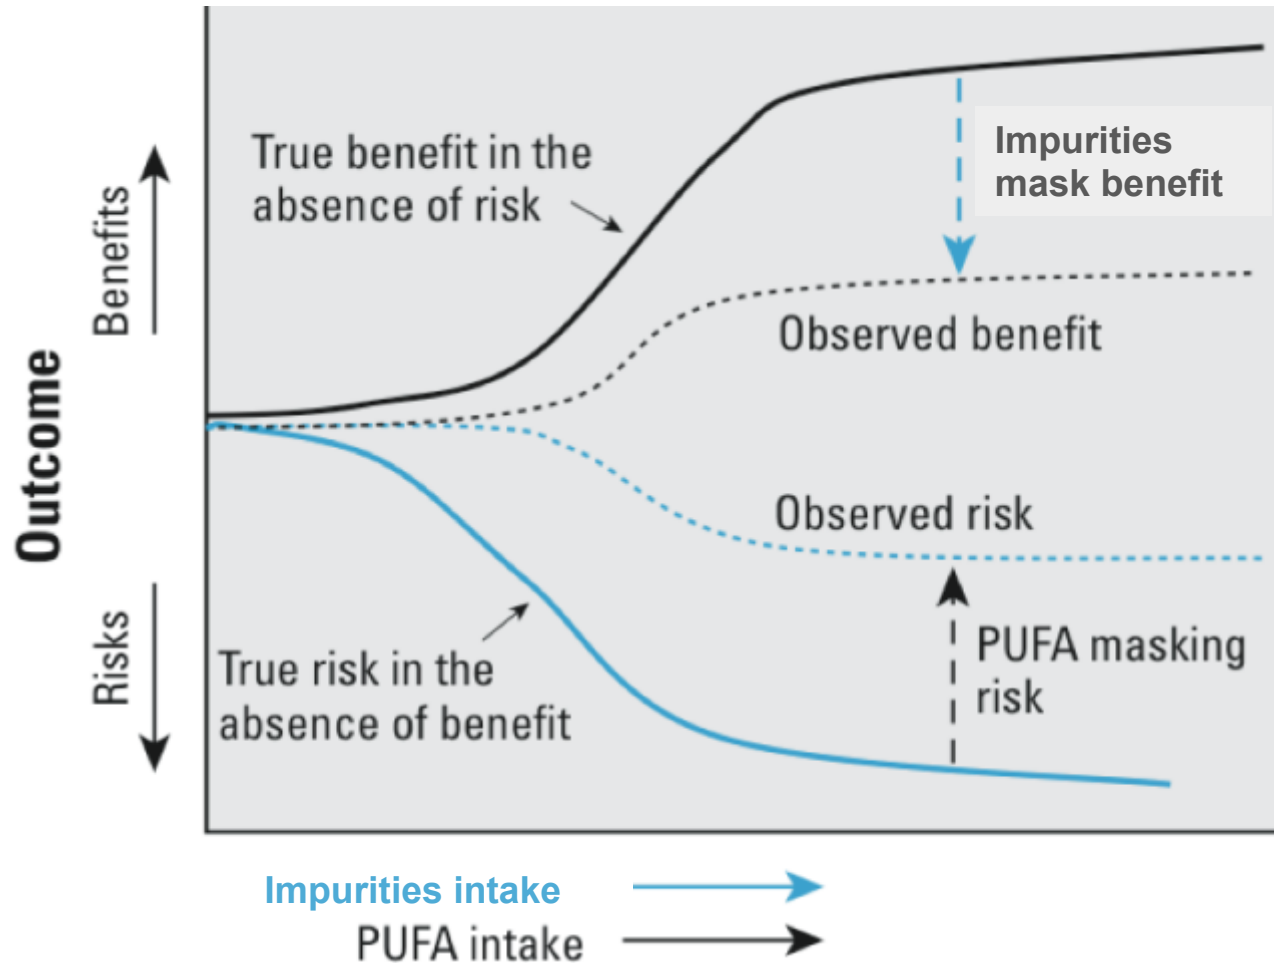 True benefit in the
absence of risk
Impurities
mask benefit
Benefits
Observed benefit
Outcome
Observed risk
Risks
True risk in the
absence of benefit
PUFA masking
risk
Impurities intake
PUFA intake